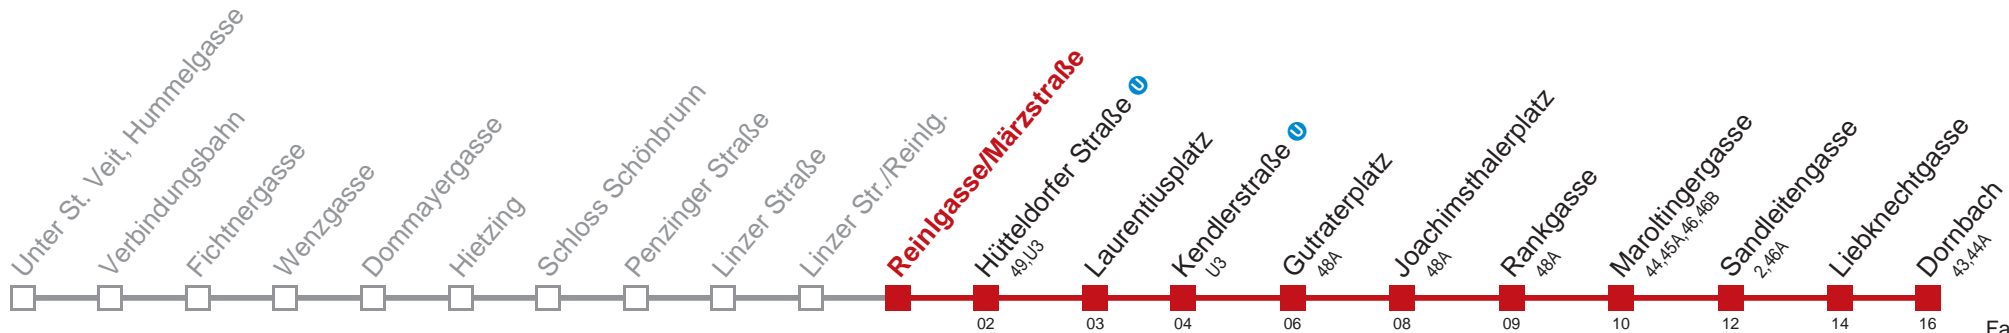 Unter St. Veit, Hummelgasse
Verbindungsbahn
Fichtnergasse
Wenzgasse
Dommayergasse
Hietzing
Schloss Schönbrunn
Penzinger Straße
Linzer Straße
Linzer Str./Reinlg.
Reinlgasse/Märzstraße
Hütteldorfer Straße U
49,U3
02
Laurentiusplatz
03
Kendlerstraße U
U3
04
Gutraterplatz
48A
06
Joachimsthalerplatz
48A
08
Rankgasse
48A
09
Maroltingergasse
44,45A,46,46B
10
Sandleitengasse
2,46A
12
Liebknechtgasse
14
Dornbach
43,44A
16